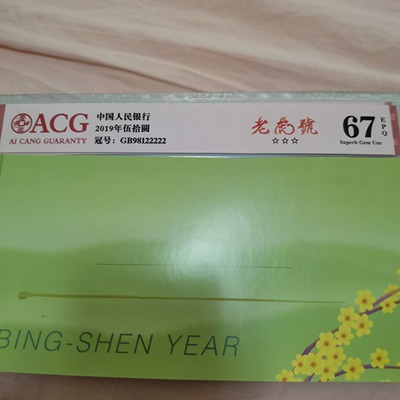 ACG
AI CANG GUARANTY
中国人民银行
2019年伍拾圆
冠号：GB98122222
老虎號
☆☆☆
67 EPQ
Superb Gem Unc
BING-SHEN YEAR